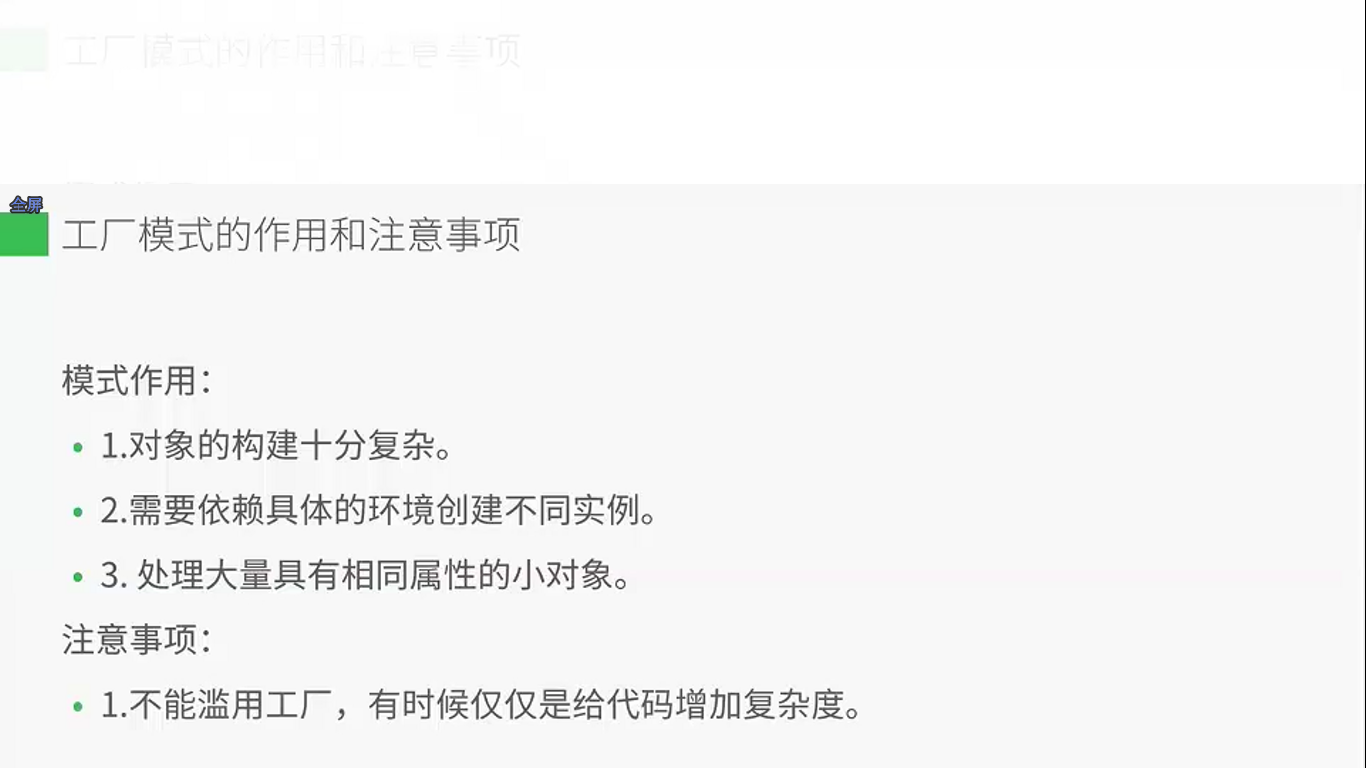 工厂模式的作用和注意事项
全屏
工厂模式的作用和注意事项
模式作用：
• 1.对象的构建十分复杂。
• 2.需要依赖具体的环境创建不同实例。
• 3. 处理大量具有相同属性的小对象。
注意事项：
• 1.不能滥用工厂，有时候仅仅是给代码增加复杂度。